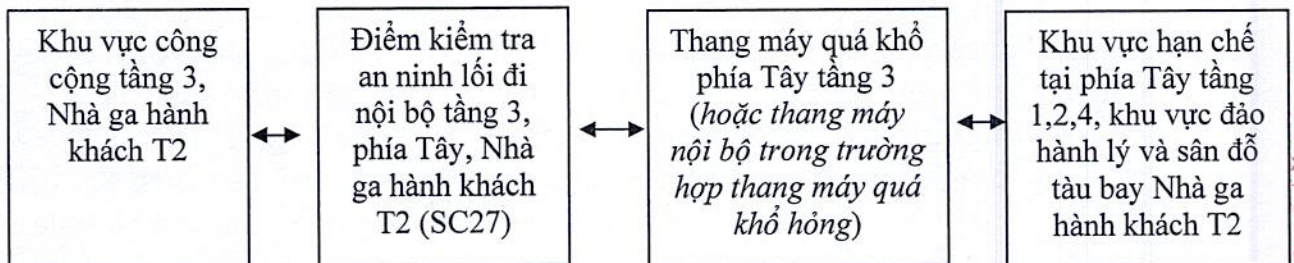 Khu vực công
cộng tầng 3,
Nhà ga hành
khách T2
Điểm kiểm tra
an ninh lối đi
nội bộ tầng 3,
phía Tây, Nhà
ga hành khách
T2 (SC27)
Thang máy quá khổ
phía Tây tầng 3
(hoặc thang máy
nội bộ trong trường
hợp thang máy quá
khổ hỏng)
Khu vực hạn chế
tại phía Tây tầng
1,2,4, khu vực đảo
hành lý và sân đỗ
tàu bay Nhà ga
hành khách T2